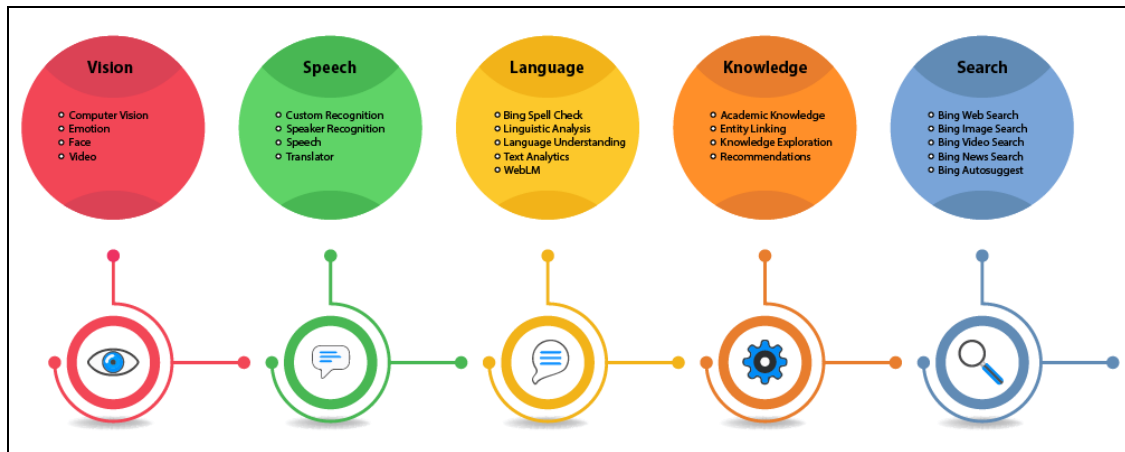 Vision
Computer Vision
Emotion
Face
Video
Speech
Custom Recognition
Speaker Recognition
Speech
Translator
Language
Bing Spell Check
Linguistic Analysis
Language Understanding
Text Analytics
WebLM
Knowledge
Academic Knowledge
Entity Linking
Knowledge Exploration
Recommendations
Search
Bing Web Search
Bing Image Search
Bing Video Search
Bing News Search
Bing Autosuggest